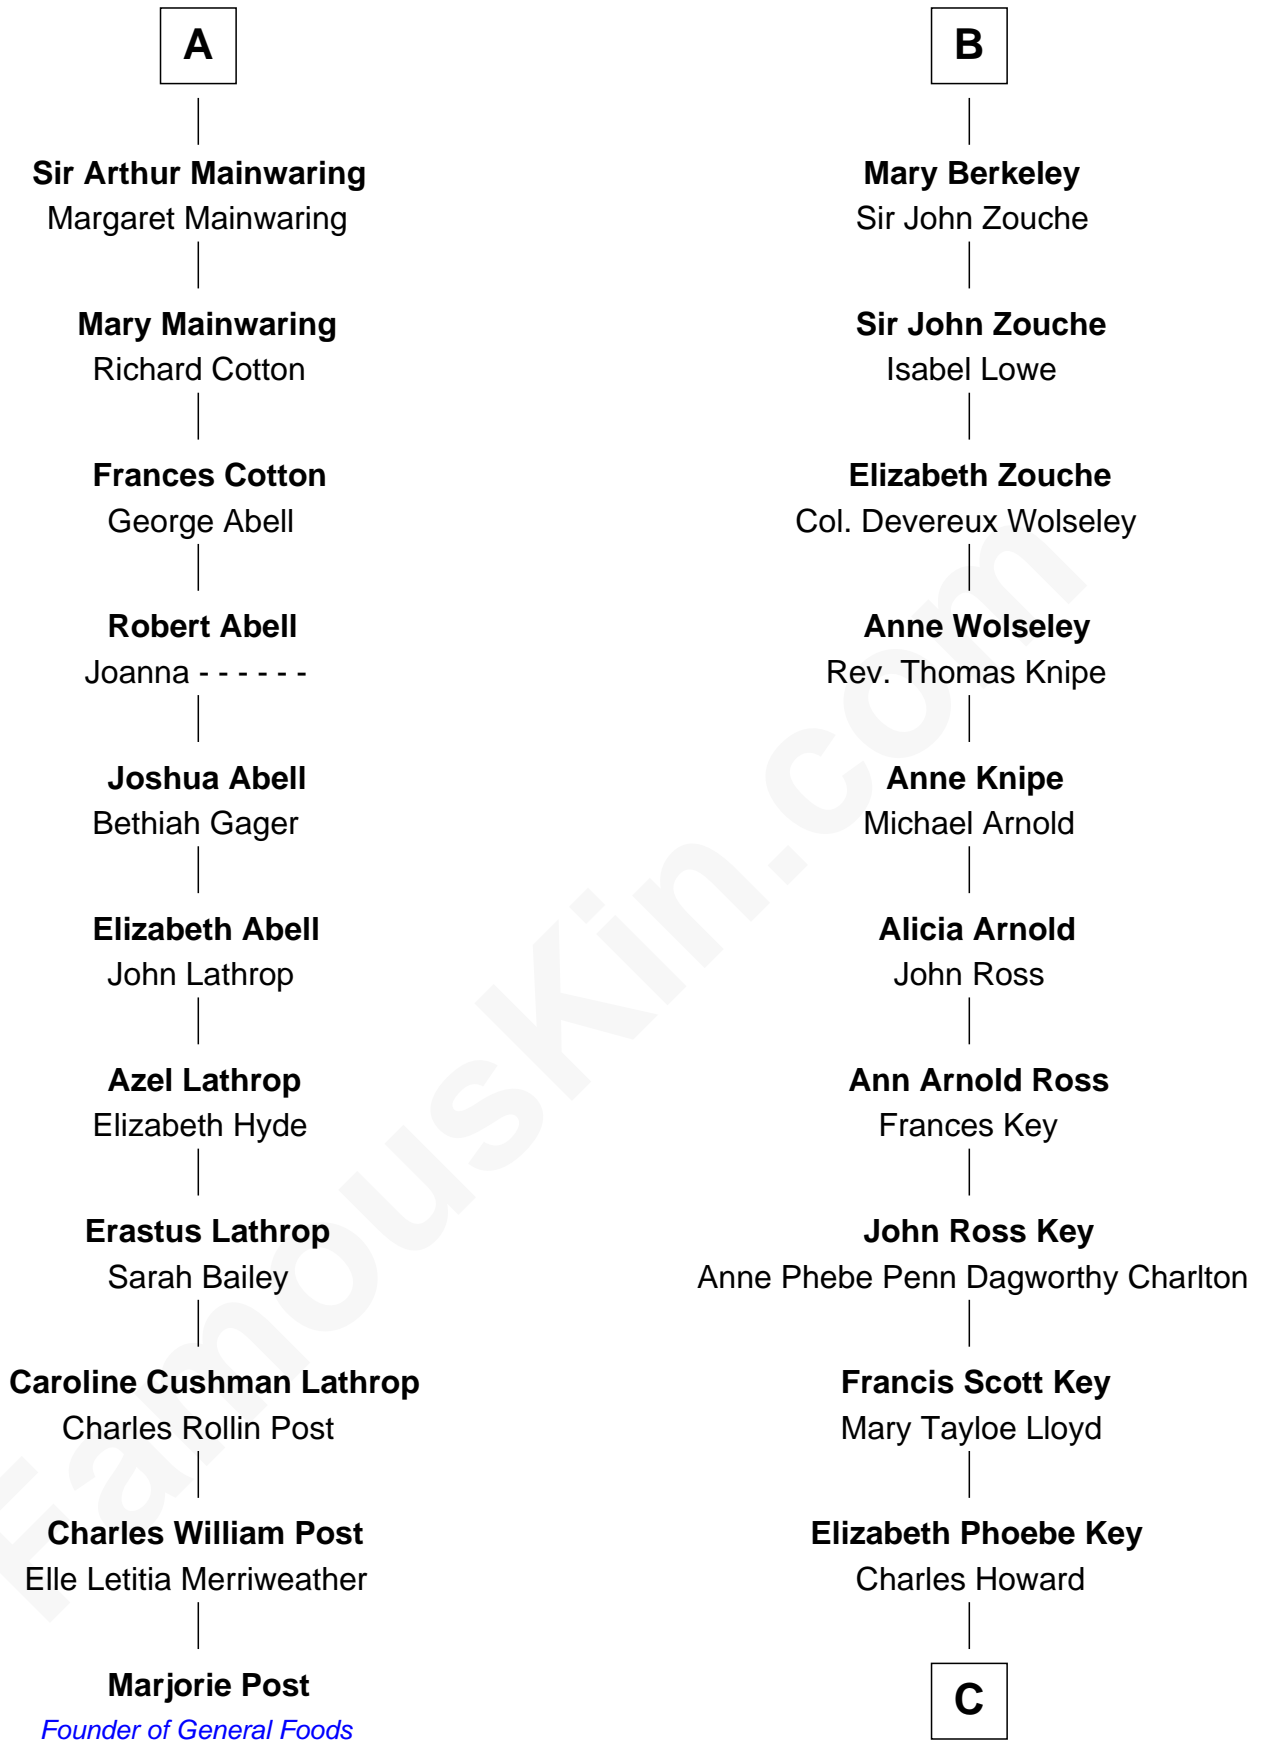 A
Sir Arthur Mainwaring
Margaret Mainwaring
Mary Mainwaring
Richard Cotton
Frances Cotton
George Abell
Robert Abell
Joanna - - - - - -
Joshua Abell
Bethiah Gager
Elizabeth Abell
John Lathrop
Azel Lathrop
Elizabeth Hyde
Erastus Lathrop
Sarah Bailey
Caroline Cushman Lathrop
Charles Rollin Post
Charles William Post
Elle Letitia Merriweather
Marjorie Post
Founder of General Foods
B
Mary Berkeley
Sir John Zouche
Sir John Zouche
Isabel Lowe
Elizabeth Zouche
Col. Devereux Wolseley
Anne Wolseley
Rev. Thomas Knipe
Anne Knipe
Michael Arnold
Alicia Arnold
John Ross
Ann Arnold Ross
Frances Key
John Ross Key
Anne Phebe Penn Dagworthy Charlton
Francis Scott Key
Mary Tayloe Lloyd
Elizabeth Phoebe Key
Charles Howard
C
FamousKin.com